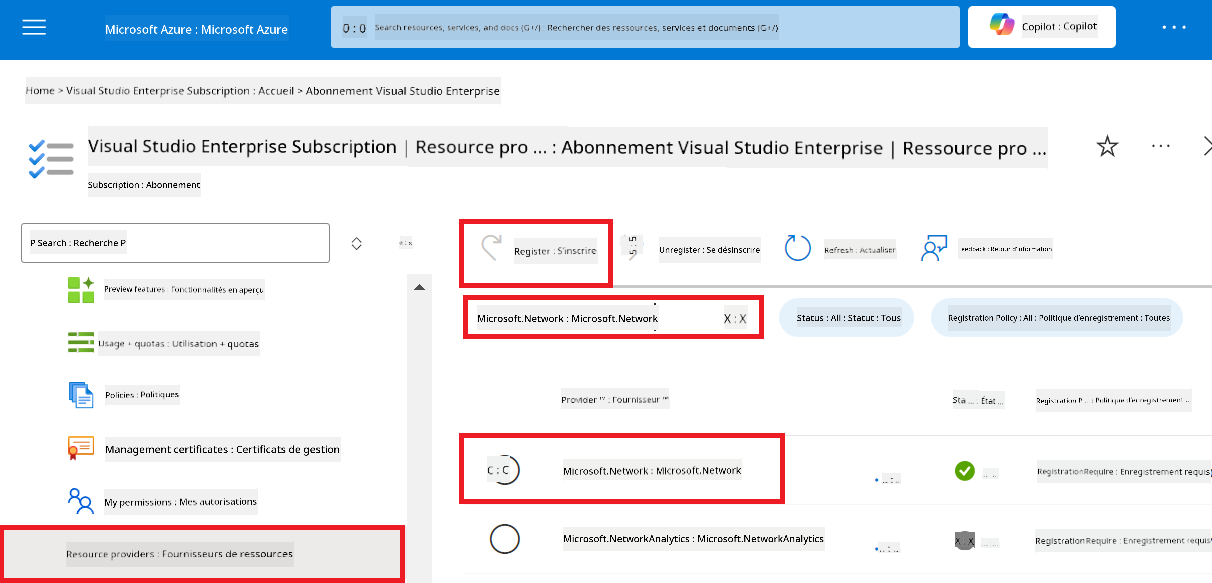 Microsoft Azure : Microsoft Azure
Search resources, services, and docs (G+/) : Rechercher des ressources, services et documents (G+/)
Copilot : Copilot
Home > Visual Studio Enterprise Subscription : Accueil > Abonnement Visual Studio Enterprise
Visual Studio Enterprise Subscription | Resource pro ... : Abonnement Visual Studio Enterprise | Ressource pro ...
Subscription : Abonnement
P Search : Recherche P
Register : S'inscrire
Unregister : Se désinscrire
Refresh : Actualiser
Feedback : Retour d'information
Preview features : Fonctionnalités en aperçu
Microsoft.Network : Microsoft.Network
X : X
Status : All : Statut : Tous
Registration Policy : All : Politique d'enregistrement : Toutes
Usage + quotas : Utilisation + quotas
Policies : Politiques
Provider ™ : Fournisseur ™
Sta... : État ...
Registration P... : Politique d'enregistrement ...
Management certificates : Certificats de gestion
C : C
Microsoft.Network : Microsoft.Network
RegistrationRequire : Enregistrement requis)
My permissions : Mes autorisations
Resource providers : Fournisseurs de ressources
Microsoft.NetworkAnalytics : Microsoft.NetworkAnalytics
X : X
RegistrationRequire : Enregistrement requis